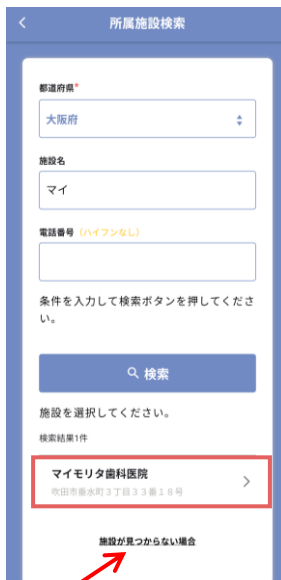 所属施設検索
都道府県*
大阪府
施設名
マイ
電話番号（ハイフンなし）
条件を入力して検索ボタンを押してくださ
い。
検索
施設を選択してください。
検索結果1件
マイモリタ歯科医院
吹田市垂水町３丁目３３番１８号
施設が見つからない場合